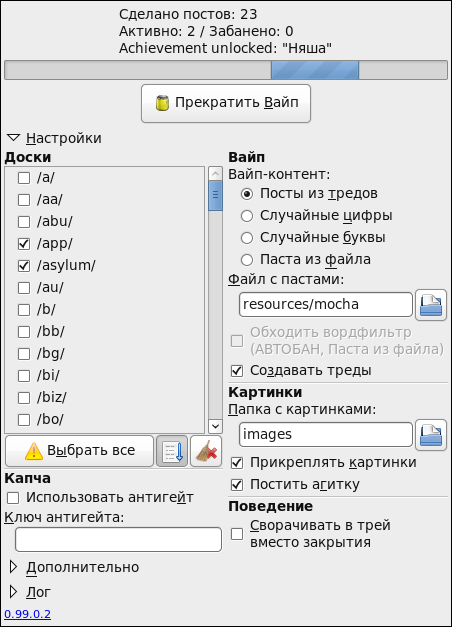 Сделано постов: 23
Активно: 2 / Забанено: 0
Achievement unlocked: "Няша"
Прекратить Вайп
Настройки
Доски
/a/
/aa/
/abu/
/app/
/asylum/
/au/
/b/
/bb/
/bg/
/bi/
/biz/
/bo/
Выбрать все
Капча
Использовать антигейт
Ключ антигейта:
Дополнительно
Лог
0.99.0.2
Вайп
Вайп-контент:
Посты из тредов
Случайные цифры
Случайные буквы
Паста из файла
Файл с пастами:
resources/mocha
Обходить вордфильтр
(АВТОБАН, Паста из файла)
Создавать треды
Картинки
Папка с картинками:
images
Прикреплять картинки
Постить агитку
Поведение
Сворачивать в трей
вместо закрытия